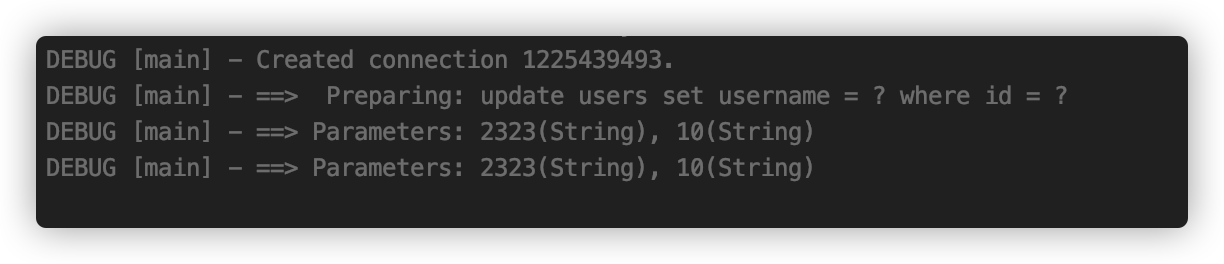 DEBUG [main] - Created connection 1225439493.
DEBUG [main] - ==>  Preparing: update users set username = ? where id = ?
DEBUG [main] - ==> Parameters: 2323(String), 10(String)
DEBUG [main] - ==> Parameters: 2323(String), 10(String)